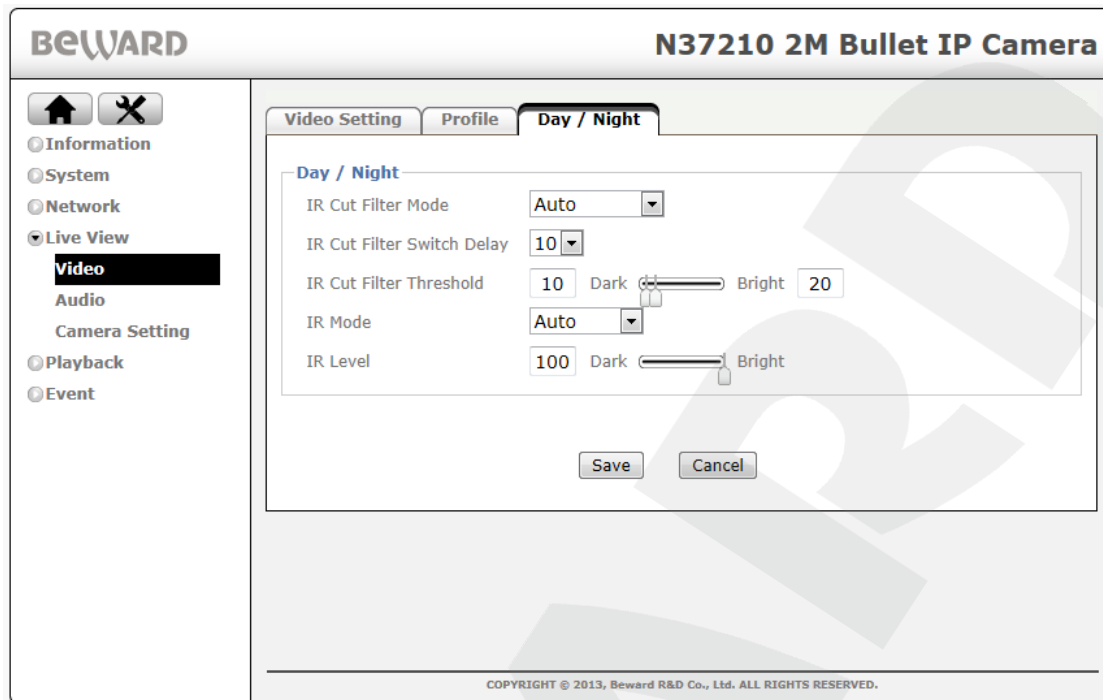 BEWARD
N37210 2M Bullet IP Camera
Information
System
Network
Live View
Video
Audio
Camera Setting
Playback
Event
Video Setting Profile Day / Night
Day / Night
IR Cut Filter Mode Auto
IR Cut Filter Switch Delay 10
IR Cut Filter Threshold 10 Dark Bright 20
IR Mode Auto
IR Level 100 Dark Bright
Save Cancel
COPYRIGHT © 2013, Beward R&D Co., Ltd. ALL RIGHTS RESERVED.
ARD